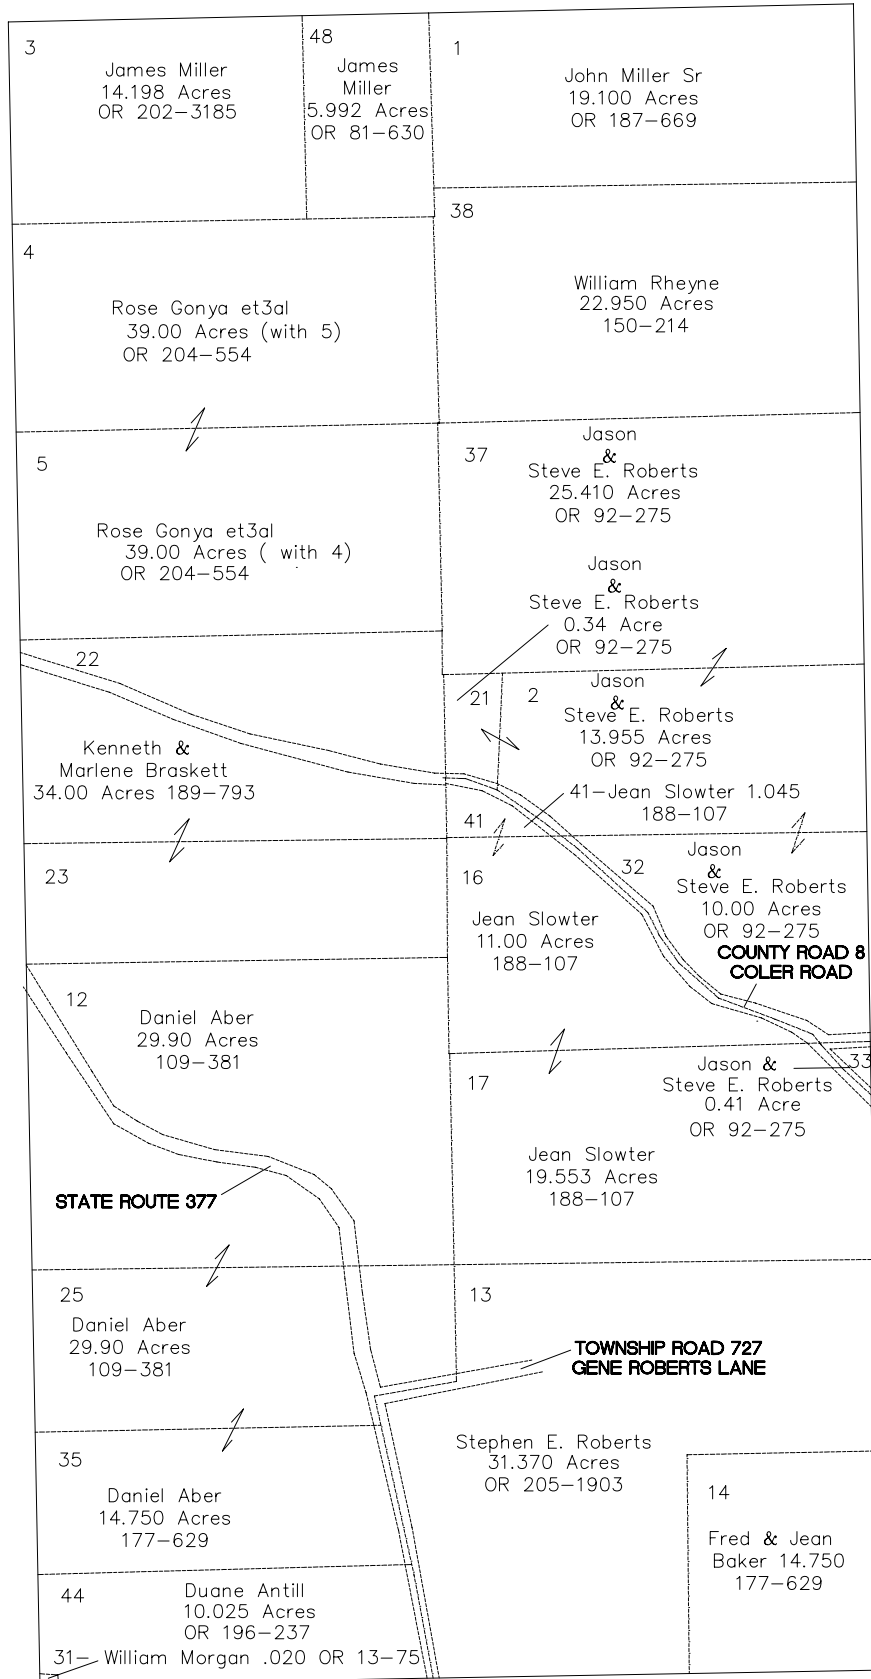 3
James Miller
14.198 Acres
OR 202-3185
48
James
Miller
5.992 Acres
OR 81-630
1
John Miller Sr
19.100 Acres
OR 187-669
38
William Rheyne
22.950 Acres
150-214
4
Rose Gonya et3al
39.00 Acres (with 5)
OR 204-554
5
Rose Gonya et3al
39.00 Acres ( with 4)
OR 204-554
37
Jason
&
Steve E. Roberts
25.410 Acres
OR 92-275
Jason
&
Steve E. Roberts
0.34 Acre
OR 92-275
22
Kenneth &
Marlene Braskett
34.00 Acres 189-793
21
2
Jason
&
Steve E. Roberts
13.955 Acres
OR 92-275
41-Jean Slowter 1.045
188-107
41
23
16
Jean Slowter
11.00 Acres
188-107
32
Jason
&
Steve E. Roberts
10.00 Acres
OR 92-275
COUNTY ROAD 8
COLER ROAD
12
Daniel Aber
29.90 Acres
109-381
STATE ROUTE 377
17
Jason &
Steve E. Roberts
0.41 Acre
OR 92-275
33
Jean Slowter
19.553 Acres
188-107
25
Daniel Aber
29.90 Acres
109-381
13
TOWNSHIP ROAD 727
GENE ROBERTS LANE
Stephen E. Roberts
31.370 Acres
OR 205-1903
35
Daniel Aber
14.750 Acres
177-629
14
Fred & Jean
Baker 14.750
177-629
44
Duane Antill
10.025 Acres
OR 196-237
31- William Morgan .020 OR 13-75